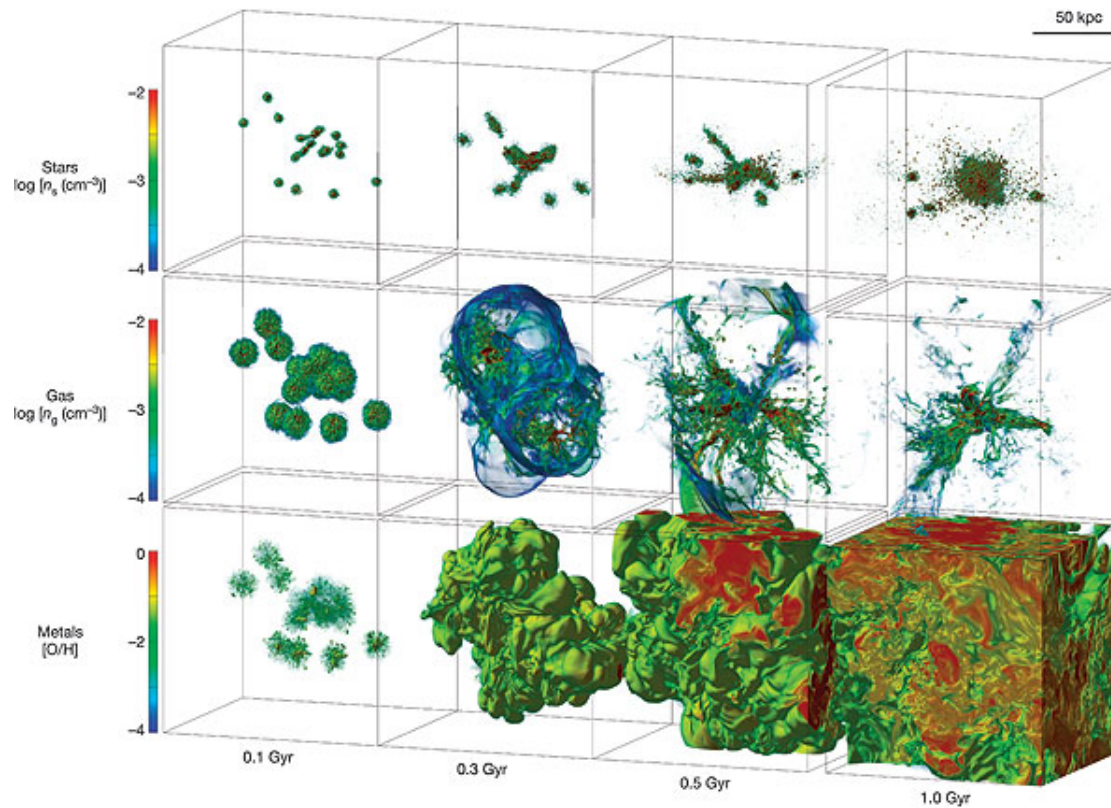 50 kpc
−2
Stars
log [nₛ (cm⁻³)]
−3
−4
−2
Gas
log [n_g (cm⁻³)]
−3
−4
0
Metals
[O/H]
−2
−4
0.1 Gyr
0.3 Gyr
0.5 Gyr
1.0 Gyr